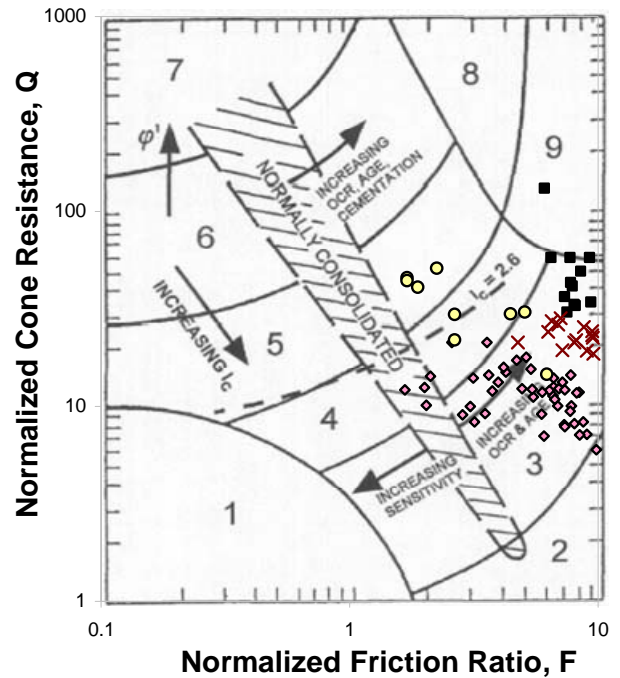 1000
100
10
1
Normalized Cone Resistance, Q
7
8
9
φ'
INCREASING
OCR, AGE,
CEMENTATION
NORMALLY CONSOLIDATED
6
INCREASING IC
IC = 2.6
5
4
INCREASING
OCR & AGE
INCREASING
SENSITIVITY
3
1
2
0.1
1
10
Normalized Friction Ratio, F